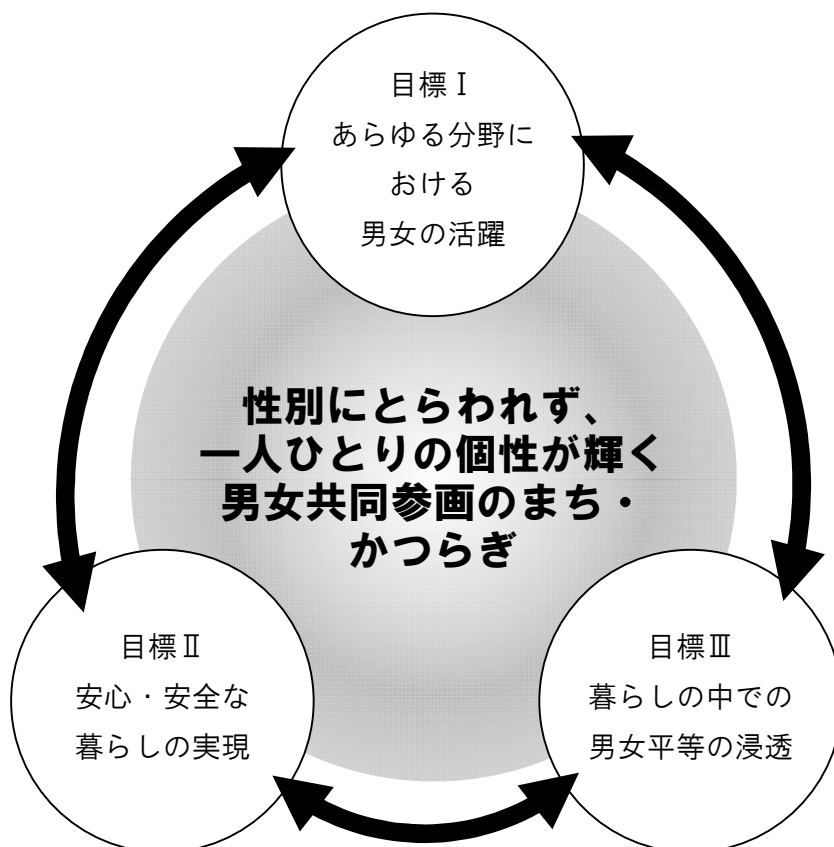 目標Ⅰ
あらゆる分野に
おける
男女の活躍
性別にとらわれず、
一人ひとりの個性が輝く
男女共同参画のまち・
かつらぎ
目標Ⅱ
安心・安全な
暮らしの実現
目標Ⅲ
暮らしの中での
男女平等の浸透